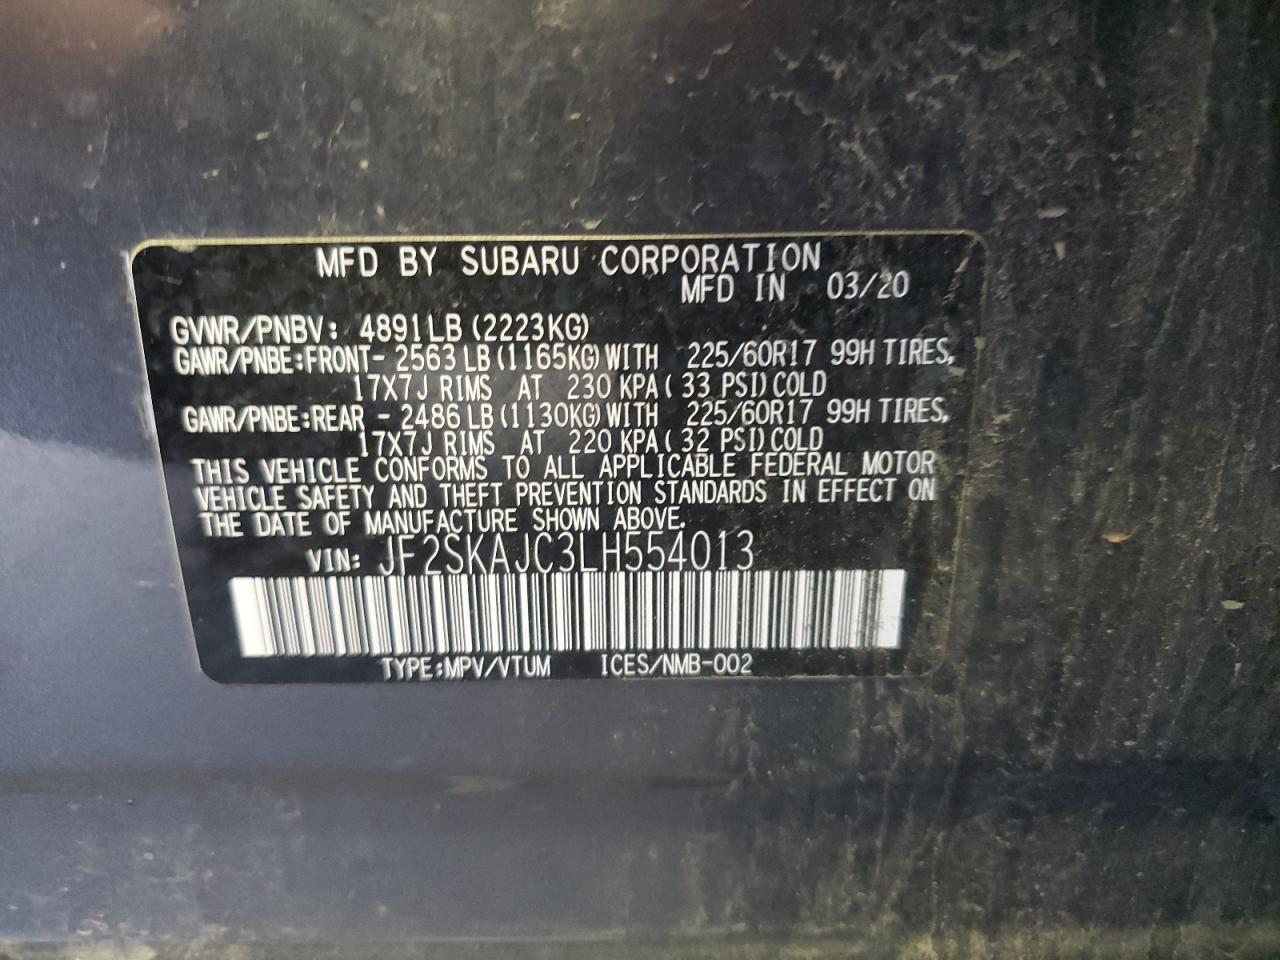 MFD BY SUBARU CORPORATION
MFD IN 03/20
GVWR/PNBV: 4891LB (2223KG)
GAWR/PNBE:FRONT- 2563LB (1165KG) WITH 225/60R17 99H TIRES,
17X7J RIMS AT 230 KPA ( 33 PSI) COLD
GAWR/PNBE:REAR - 2486LB (1130KG) WITH 225/60R17 99H TIRES,
17X7J RIMS AT 220 KPA ( 32 PSI) COLD
THIS VEHICLE CONFORMS TO ALL APPLICABLE FEDERAL MOTOR
VEHICLE SAFETY AND THEFT PREVENTION STANDARDS IN EFFECT ON
THE DATE OF MANUFACTURE SHOWN ABOVE.
VIN: JF2SKAJC3LH554013
TYPE:MPV/VTUM ICES/NMB-002